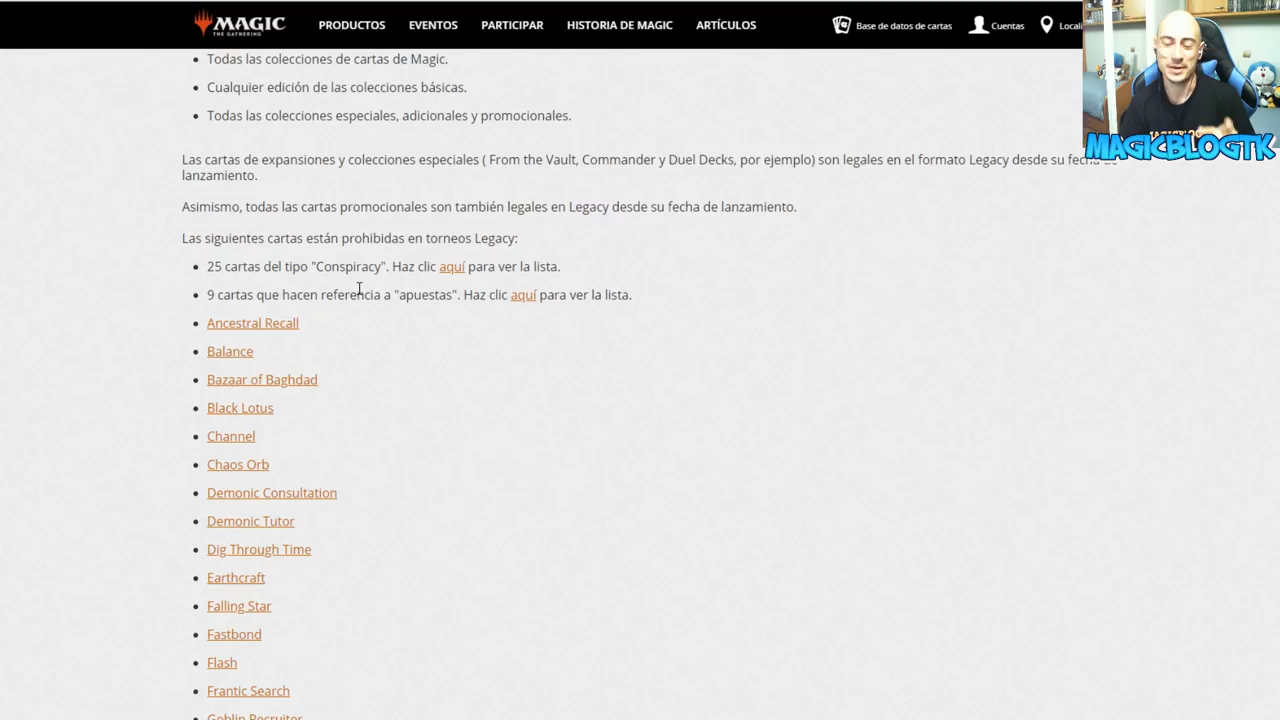 MAGIC
THE GATHERING
PRODUCTOS
EVENTOS
PARTICIPAR
HISTORIA DE MAGIC
ARTÍCULOS
Base de datos de cartas
Cuentas
Todas las colecciones de cartas de Magic.
Cualquier edición de las colecciones básicas.
Todas las colecciones especiales, adicionales y promocionales.
MAGICBLOGTK
Las cartas de expansiones y colecciones especiales ( From the Vault, Commander y Duel Decks, por ejemplo) son legales en el formato Legacy desde su fecha de
lanzamiento.
Asimismo, todas las cartas promocionales son también legales en Legacy desde su fecha de lanzamiento.
Las siguientes cartas están prohibidas en torneos Legacy:
25 cartas del tipo "Conspiracy". Haz clic aquí para ver la lista.
9 cartas que hacen referencia a "apuestas". Haz clic aquí para ver la lista.
Ancestral Recall
Balance
Bazaar of Baghdad
Black Lotus
Channel
Chaos Orb
Demonic Consultation
Demonic Tutor
Dig Through Time
Earthcraft
Falling Star
Fastbond
Flash
Frantic Search
Goblin Recruiter